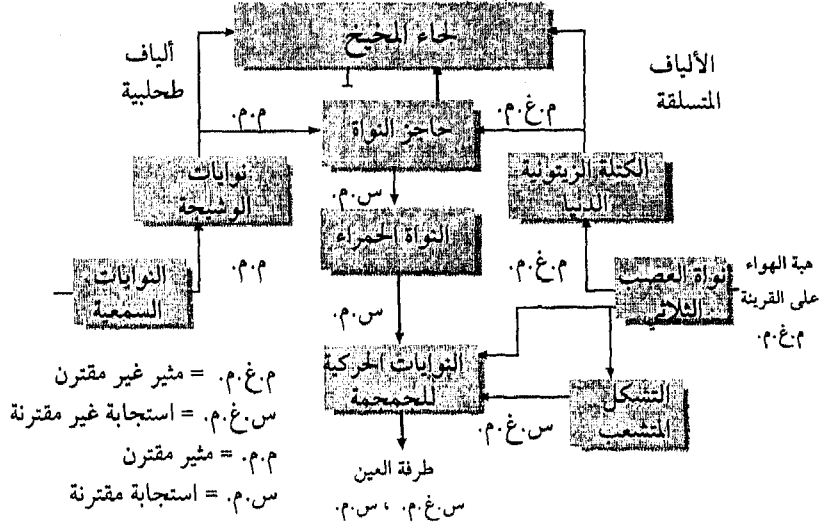 لحاء المخيخ
ألياف
طحلبية
الألياف
المتسلقة
م.م.
م.غ.م.
حاجز النواة
نوايات
الوشيجة
الكتلة الزيتونية
الدنيا
س.م.
النواة الحمراء
م.م.
م.غ.م.
النوايات
السمعية
نواة العصب
الثلاثي
هبة الهواء
على القرينة
م.غ.م.
س.م.
النوايات الحركية
للجمجمة
التشكل
المتشعب
س.غ.م.
م.غ.م. = مثير غير مقترن
س.غ.م. = استجابة غير مقترنة
م.م. = مثير مقترن
س.م. = استجابة مقترنة
طرفة العين
س.غ.م. ، س.م.